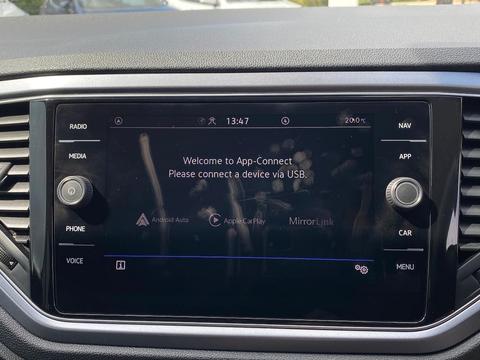 RADIO
MEDIA
PHONE
VOICE
13:47
20.0°C
Welcome to App-Connect
Please connect a device via USB.
Android Auto
Apple CarPlay
MirrorLink
NAV
APP
CAR
MENU